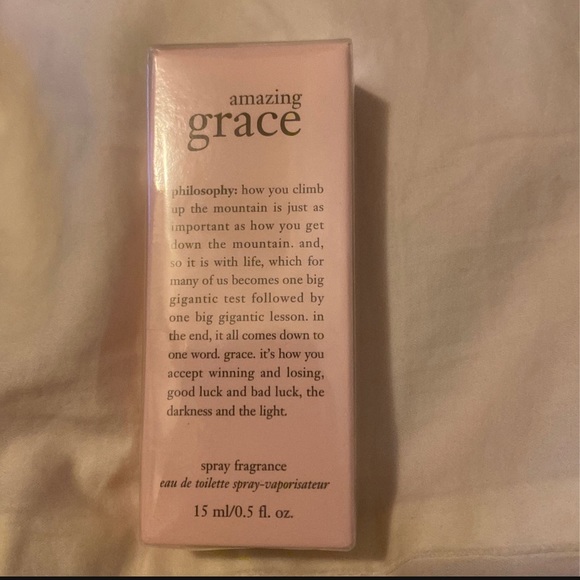 amazing
grace
philosophy: how you climb
up the mountain is just as
important as how you get
down the mountain. and,
so it is with life, which for
many of us becomes one big
gigantic test followed by
one big gigantic lesson. in
the end, it all comes down to
one word. grace. it's how you
accept winning and losing,
good luck and bad luck, the
darkness and the light.
spray fragrance
eau de toilette spray-vaporisateur
15 ml/0.5 fl. oz.